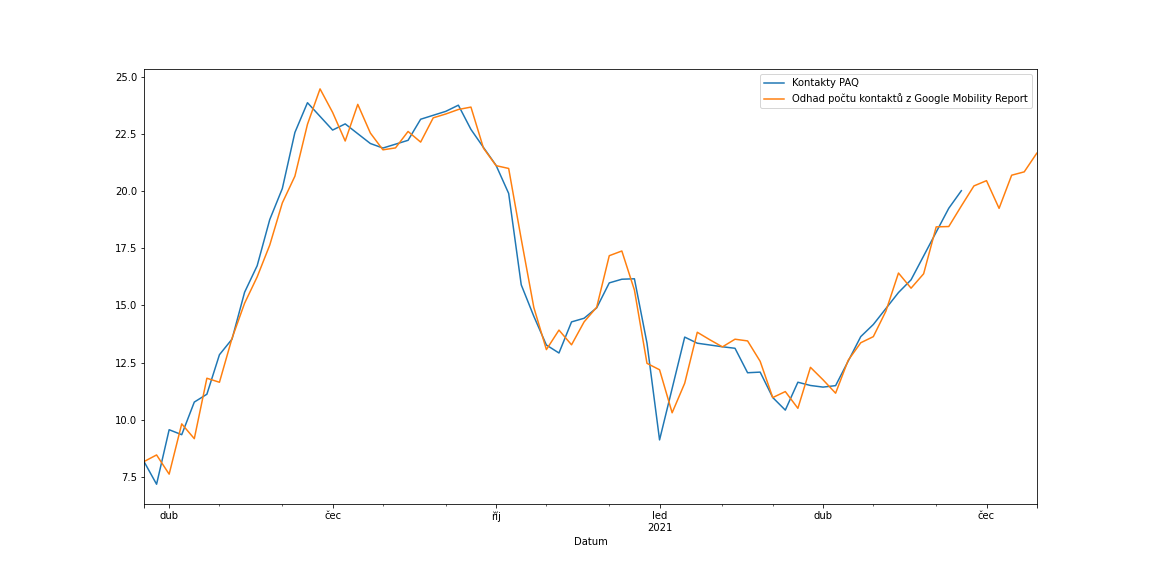 25.0
22.5
20.0
17.5
15.0
12.5
10.0
7.5
Kontakty PAQ
Odhad počtu kontaktů z Google Mobility Report
dub
čec
říj
led
2021
dub
čec
Datum